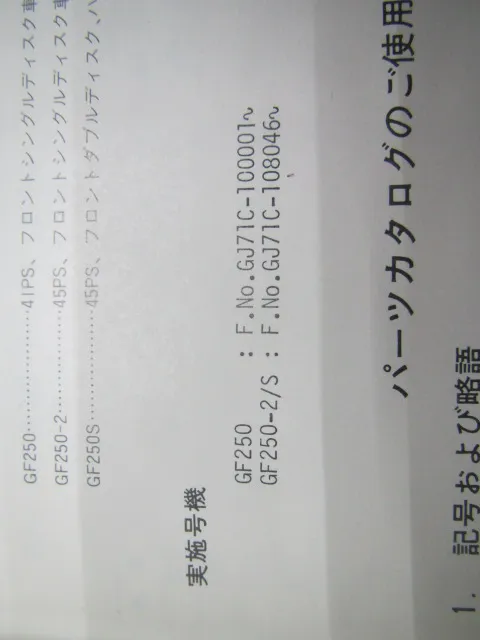 GF250…………………41PS、フロントシングルディスク車
GF250-2………………45PS、フロントシングルディスク車
GF250S………………45PS、フロントダブルディスク、ハ
実施号機
GF250 : F.No.GJ71C-100001~
GF250-2/S : F.No.GJ71C-108046~
パーツカタログのご使用
1. 記号および略語